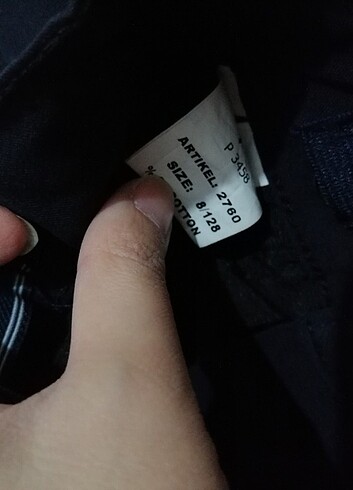 ARTIKEL: 2760
SIZE: 8/128
% COTTON
P 3458